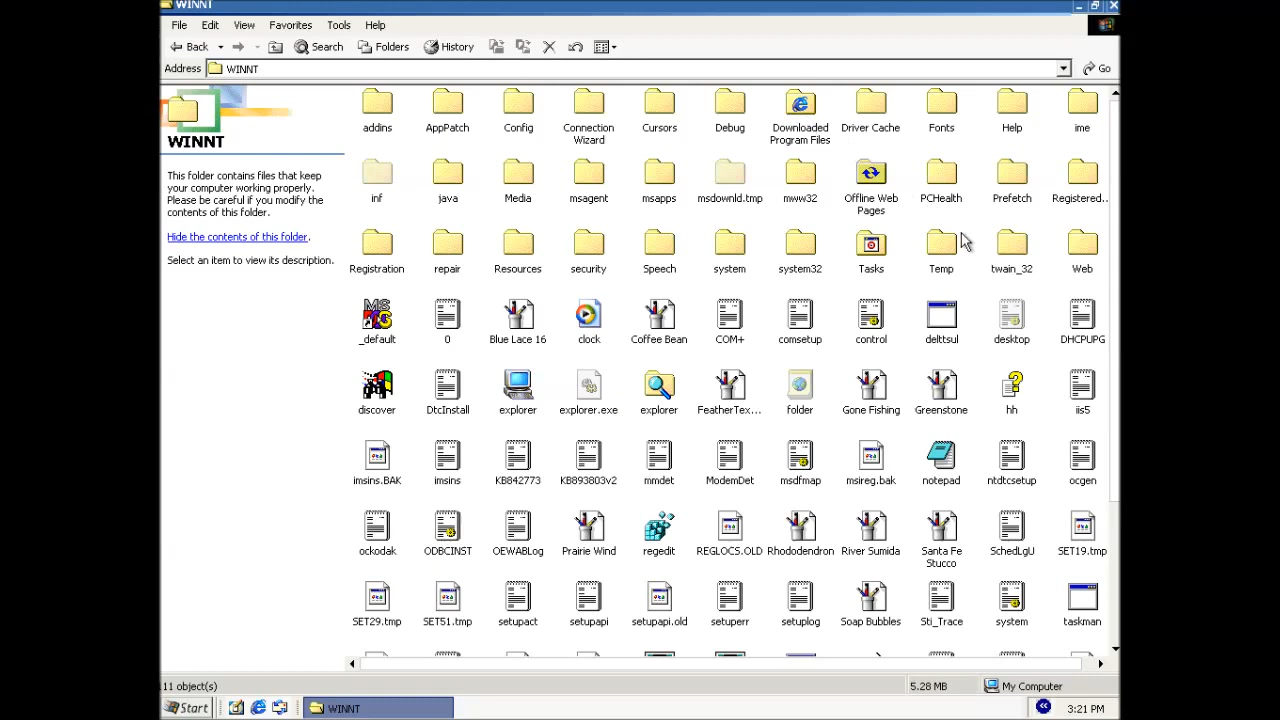 WINNT
File Edit View Favorites Tools Help
Back Search Folders History
Address WINNT Go
WINNT
This folder contains files that keep
your computer working properly.
Please be careful if you modify the
contents of this folder.
Hide the contents of this folder.
Select an item to view its description.
addins AppPatch Config Connection Wizard Cursors Debug Downloaded Program Files Driver Cache Fonts Help ime
inf java Media msagent msapps msdownld.tmp mww32 Offline Web Pages PCHealth Prefetch Registered...
Registration repair Resources security Speech system system32 Tasks Temp twain_32 Web
_default 0 Blue Lace 16 clock Coffee Bean COM+ comsetup control delttsul desktop DHCPUPG
discover DtcInstall explorer explorer.exe explorer FeatherTex... folder Gone Fishing Greenstone hh iis5
imsins.BAK imsins KB842773 KB893803v2 mmdet ModemDet msdfmap msireg.bak notepad ntdtcsetup ocgen
ockodak ODBCINST OEWABLog Prairie Wind regedit REGLOCS.OLD Rhododendron River Sumida Santa Fe Stucco SchedLgU SET19.tmp
SET29.tmp SET51.tmp setupact setupapi setupapi.old setuperr setuplog Soap Bubbles Sti_Trace system taskman
11 object(s) 5.28 MB My Computer
Start WINNT 3:21 PM